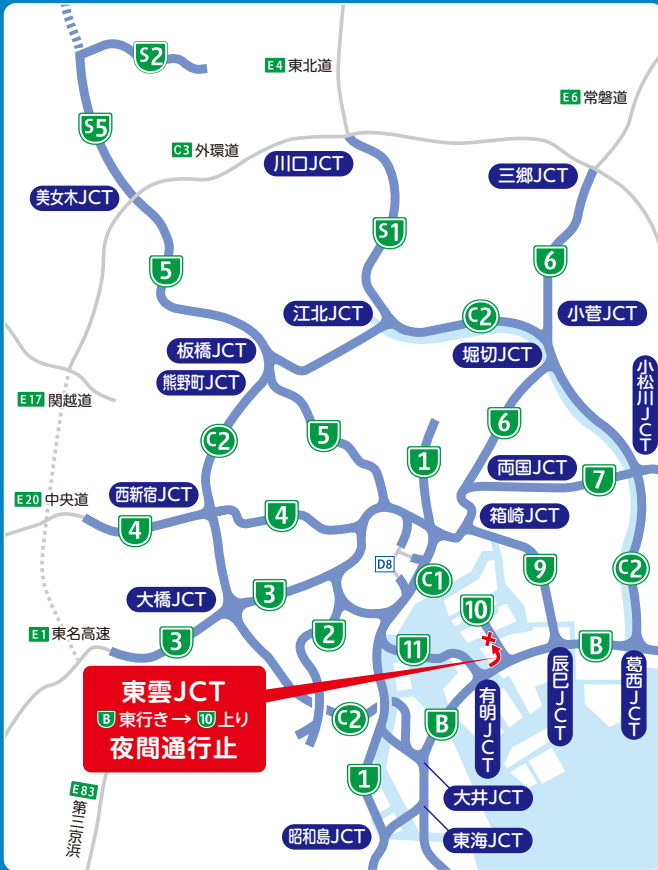 S2
E4 東北道
E6 常磐道
S5
C3 外環道
川口JCT
三郷JCT
美女木JCT
S1
5
6
江北JCT
C2
小菅JCT
板橋JCT
堀切JCT
小松川JCT
熊野町JCT
E17 関越道
C2
5
1
6
両国JCT
7
E20 中央道
西新宿JCT
4
4
箱崎JCT
D8
C1
9
C2
大橋JCT
3
10
E1 東名高速
3
2
11
B
東雲JCT
B 東行き→10上り
夜間通行止
有明JCT
辰巳JCT
葛西JCT
C2
B
1
大井JCT
E83
第三京浜
昭和島JCT
東海JCT